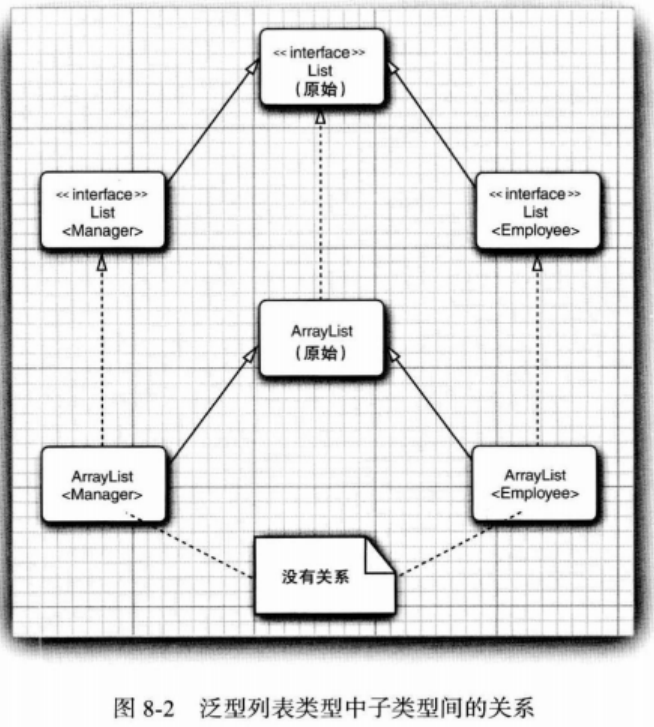 << interface >>
List
(原始)
<< interface >>
List
<Manager>
<< interface >>
List
<Employee>
ArrayList
(原始)
ArrayList
<Manager>
ArrayList
<Employee>
没有关系
图 8-2 泛型列表类型中子类型间的关系